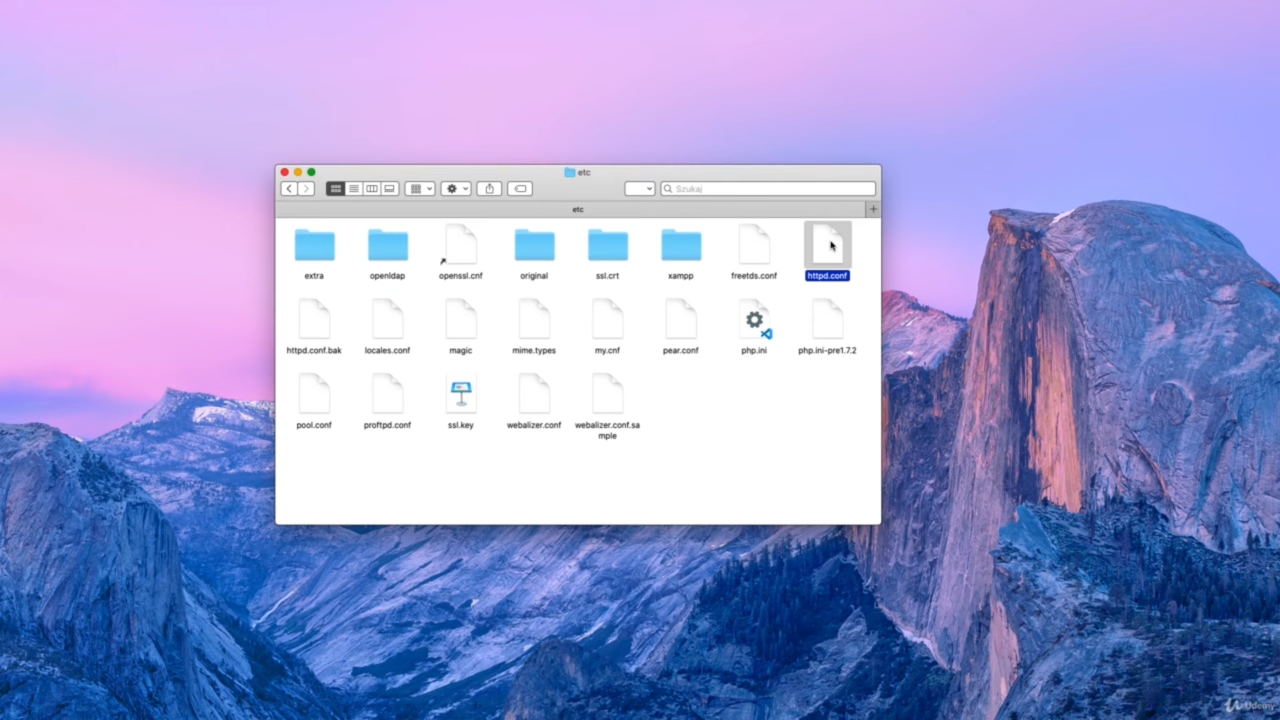 etc
Szukaj
etc
extra
openldap
openssl.cnf
original
ssl.crt
xampp
freetds.conf
httpd.conf
httpd.conf.bak
locales.conf
magic
mime.types
my.cnf
pear.conf
php.ini
php.ini-pre1.7.2
pool.conf
proftpd.conf
ssl.key
webalizer.conf
webalizer.conf.sa
mple
Udemy